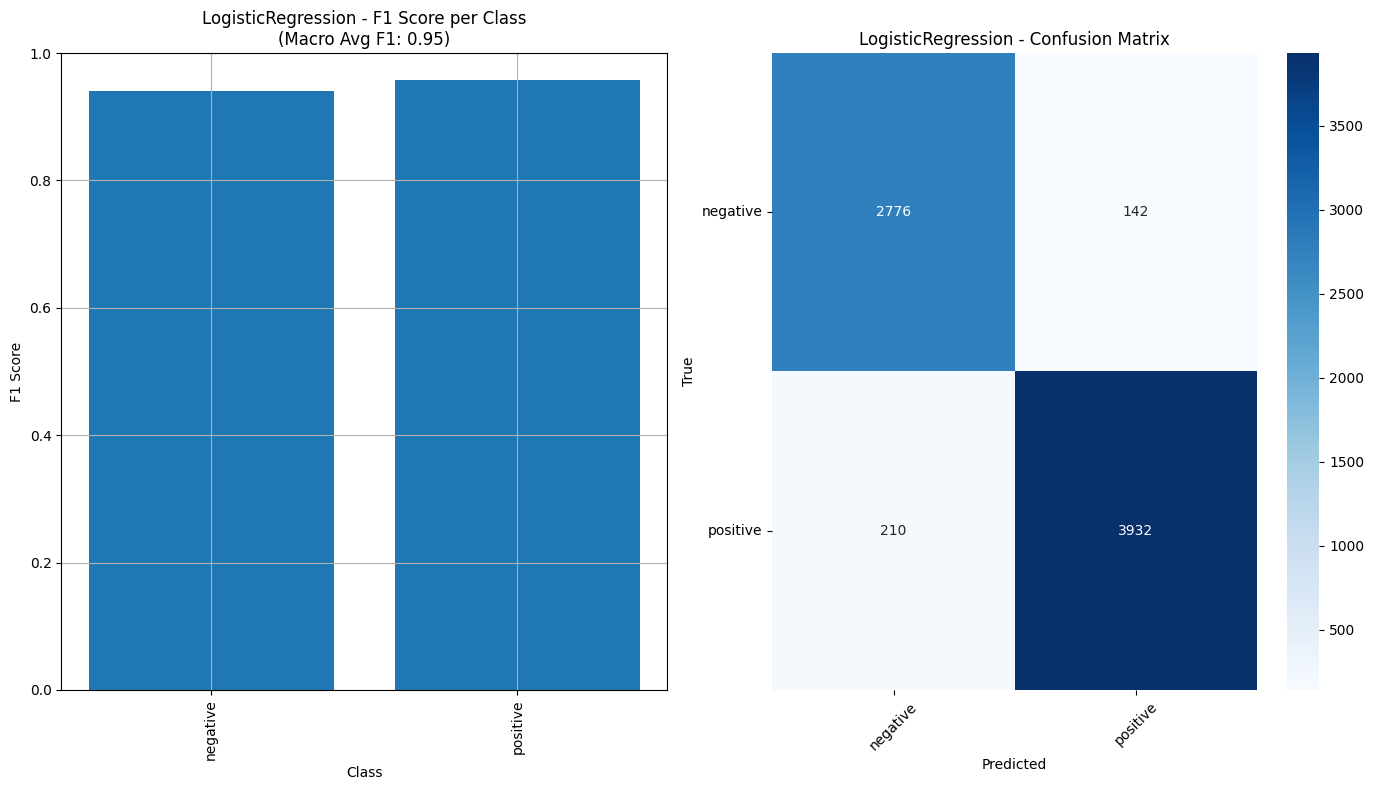 LogisticRegression - F1 Score per Class
(Macro Avg F1: 0.95)
1.0
0.8
0.6
0.4
0.2
0.0
F1 Score
negative
positive
Class
LogisticRegression - Confusion Matrix
True
negative
2776
142
positive
210
3932
negative
positive
Predicted
3500
3000
2500
2000
1500
1000
500